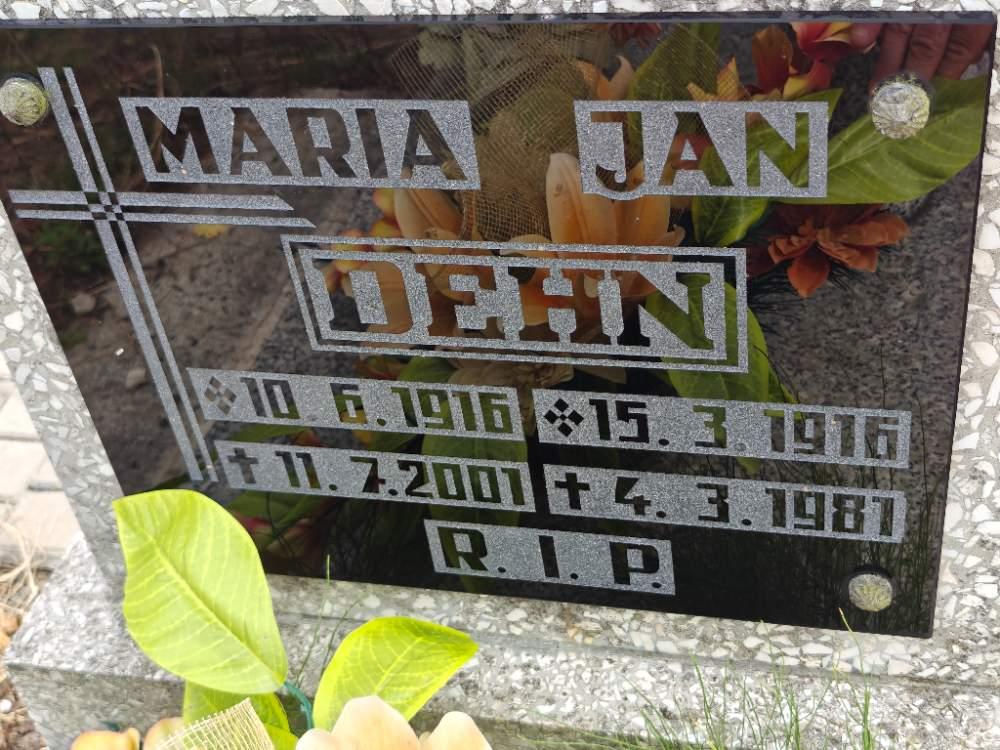 MARIA JAN
DEHN
10 6.1916 15.3.1916
† 11.7.2001 † 4.3.1981
R.I.P.